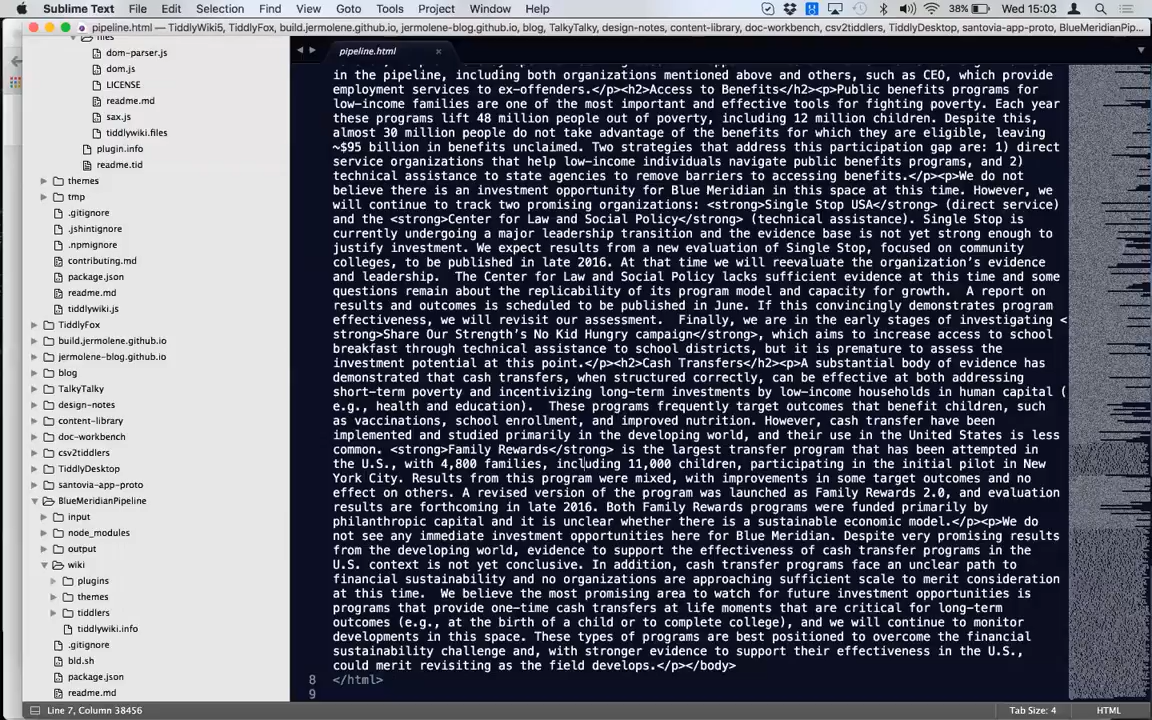 Sublime Text File Edit Selection Find View Goto Tools Project Window Help 38% Wed 15:03
pipeline.html — TiddlyWiki5, TiddlyFox, build.jermolene.github.io, jermolene-blog.github.io, blog, TalkyTalky, design-notes, content-library, doc-workbench, csv2tiddlers, TiddlyDesktop, santovia-app-proto, BlueMeridianPip...
files
dom-parser.js
dom.js
LICENSE
readme.md
sax.js
tiddlywiki.files
plugin.info
readme.tid
themes
tmp
.gitignore
.jshintignore
.npmignore
contributing.md
package.json
readme.md
tiddlywiki.js
TiddlyFox
build.jermolene.github.io
jermolene-blog.github.io
blog
TalkyTalky
design-notes
content-library
doc-workbench
csv2tiddlers
TiddlyDesktop
santovia-app-proto
BlueMeridianPipeline
input
node_modules
output
wiki
plugins
themes
tiddlers
tiddlywiki.info
.gitignore
bld.sh
package.json
readme.md
pipeline.html
in the pipeline, including both organizations mentioned above and others, such as CEO, which provide
employment services to ex-offenders.</p><h2>Access to Benefits</h2><p>Public benefits programs for
low-income families are one of the most important and effective tools for fighting poverty. Each year
these programs lift 48 million people out of poverty, including 12 million children. Despite this,
almost 30 million people do not take advantage of the benefits for which they are eligible, leaving
~$95 billion in benefits unclaimed. Two strategies that address this participation gap are: 1) direct
service organizations that help low-income individuals navigate public benefits programs, and 2)
technical assistance to state agencies to remove barriers to accessing benefits.</p><p>We do not
believe there is an investment opportunity for Blue Meridian in this space at this time. However, we
will continue to track two promising organizations: <strong>Single Stop USA</strong> (direct service)
and the <strong>Center for Law and Social Policy</strong> (technical assistance). Single Stop is
currently undergoing a major leadership transition and the evidence base is not yet strong enough to
justify investment. We expect results from a new evaluation of Single Stop, focused on community
colleges, to be published in late 2016. At that time we will reevaluate the organization’s evidence
and leadership.  The Center for Law and Social Policy lacks sufficient evidence at this time and some
questions remain about the replicability of its program model and capacity for growth.  A report on
results and outcomes is scheduled to be published in June. If this convincingly demonstrates program
effectiveness, we will revisit our assessment.  Finally, we are in the early stages of investigating <
strong>Share Our Strength’s No Kid Hungry campaign</strong>, which aims to increase access to school
breakfast through technical assistance to school districts, but it is premature to assess the
investment potential at this point.</p><h2>Cash Transfers</h2><p>A substantial body of evidence has
demonstrated that cash transfers, when structured correctly, can be effective at both addressing
short-term poverty and incentivizing long-term investments by low-income households in human capital (
e.g., health and education).  These programs frequently target outcomes that benefit children, such
as vaccinations, school enrollment, and improved nutrition. However, cash transfer have been
implemented and studied primarily in the developing world, and their use in the United States is less
common. <strong>Family Rewards</strong> is the largest transfer program that has been attempted in
the U.S., with 4,800 families, including 11,000 children, participating in the initial pilot in New
York City. Results from this program were mixed, with improvements in some target outcomes and no
effect on others. A revised version of the program was launched as Family Rewards 2.0, and evaluation
results are forthcoming in late 2016. Both Family Rewards programs were funded primarily by
philanthropic capital and it is unclear whether there is a sustainable economic model.</p><p>We do
not see any immediate investment opportunities here for Blue Meridian. Despite very promising results
from the developing world, evidence to support the effectiveness of cash transfer programs in the
U.S. context is not yet conclusive. In addition, cash transfer programs face an unclear path to
financial sustainability and no organizations are approaching sufficient scale to merit consideration
at this time.  We believe the most promising area to watch for future investment opportunities is
programs that provide one-time cash transfers at life moments that are critical for long-term
outcomes (e.g., at the birth of a child or to complete college), and we will continue to monitor
developments in this space. These types of programs are best positioned to overcome the financial
sustainability challenge and, with stronger evidence to support their effectiveness in the U.S.,
could merit revisiting as the field develops.</p></body>
8 </html>
9
Line 7, Column 38456 Tab Size: 4 HTML